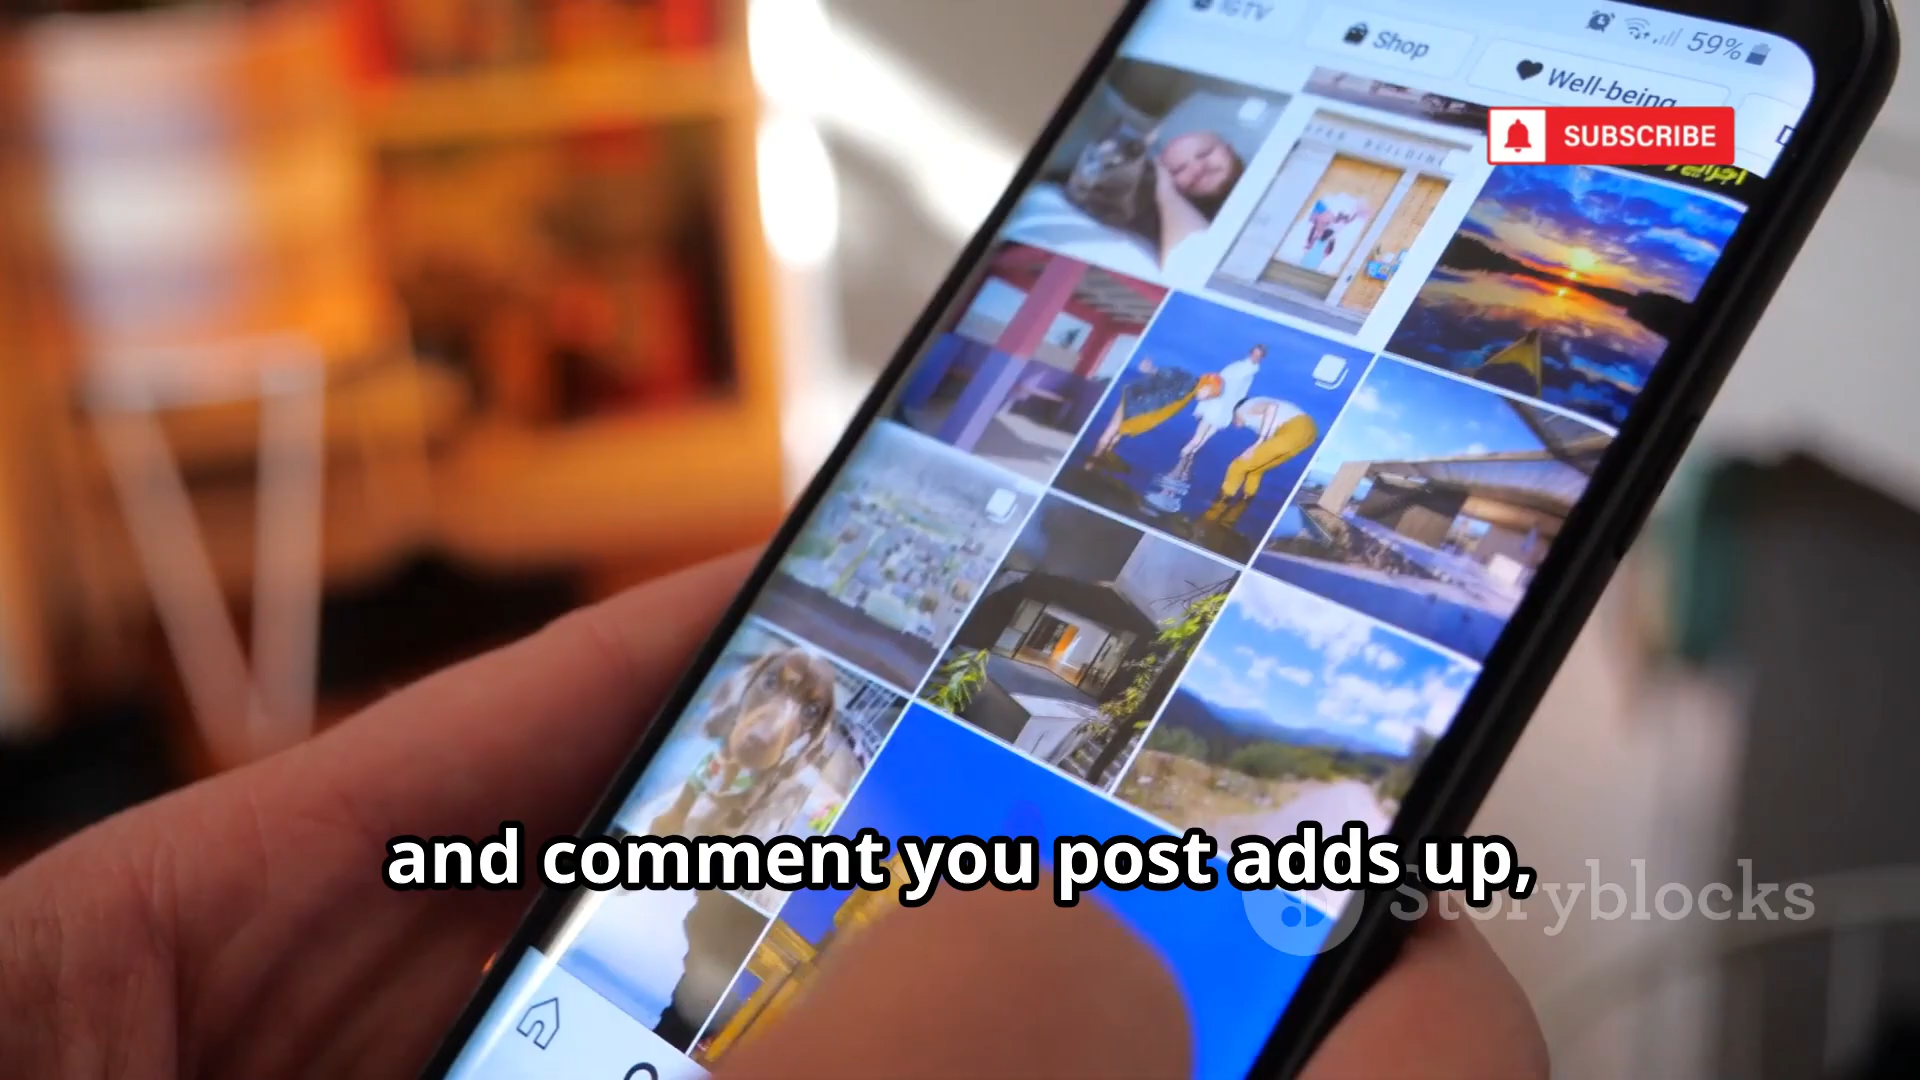 IGTV
Shop
59%
Well-being
SUBSCRIBE
and comment you post adds up,
Storyblocks